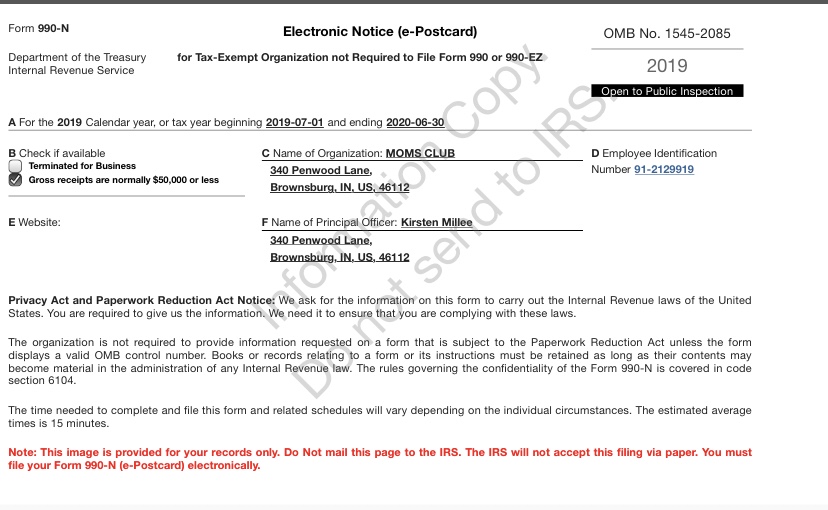 Form 990-N
Electronic Notice (e-Postcard)
OMB No. 1545-2085
Department of the Treasury
Internal Revenue Service
for Tax-Exempt Organization not Required to File Form 990 or 990-EZ
2019
Open to Public Inspection
A For the 2019 Calendar year, or tax year beginning 2019-07-01 and ending 2020-06-30
B Check if available
Terminated for Business
Gross receipts are normally $50,000 or less
C Name of Organization: MOMS CLUB
340 Penwood Lane,
Brownsburg, IN, US, 46112
D Employee Identification
Number 91-2129919
E Website:
F Name of Principal Officer: Kirsten Millee
340 Penwood Lane,
Brownsburg, IN, US, 46112
Privacy Act and Paperwork Reduction Act Notice: We ask for the information on this form to carry out the Internal Revenue laws of the United
States. You are required to give us the information. We need it to ensure that you are complying with these laws.
The organization is not required to provide information requested on a form that is subject to the Paperwork Reduction Act unless the form
displays a valid OMB control number. Books or records relating to a form or its instructions must be retained as long as their contents may
become material in the administration of any Internal Revenue law. The rules governing the confidentiality of the Form 990-N is covered in code
section 6104.
The time needed to complete and file this form and related schedules will vary depending on the individual circumstances. The estimated average
times is 15 minutes.
Note: This image is provided for your records only. Do Not mail this page to the IRS. The IRS will not accept this filing via paper. You must
file your Form 990-N (e-Postcard) electronically.
Information Copy.
Do not send to IRS.